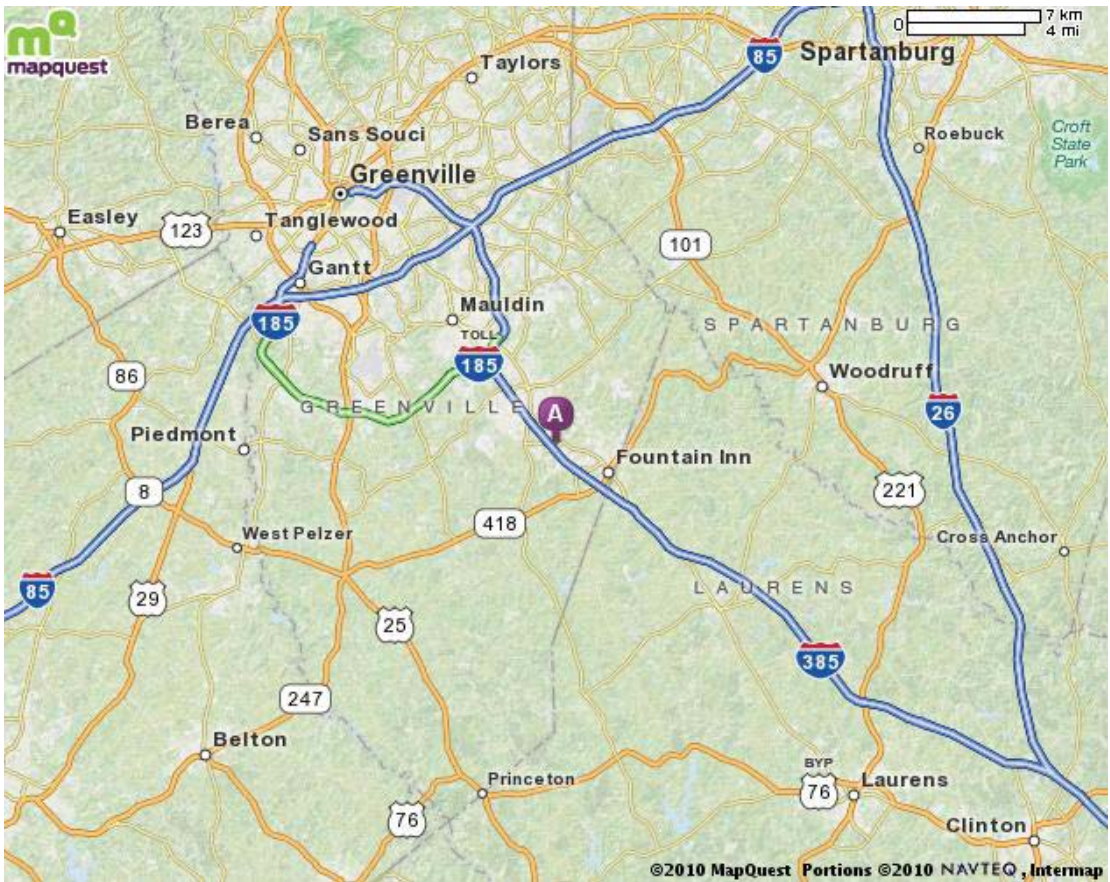 mq
mapquest
0
7 km
4 mi
85
Spartanburg
Taylors
Berea
Sans Souci
Roebuck
Croft
State
Park
Greenville
Easley
123
Tanglewood
101
Gantt
185
Mauldin
TOLL
185
SPARTANBURG
Woodruff
86
GREENVILLE
A
26
Piedmont
Fountain Inn
8
221
418
West Pelzer
Cross Anchor
85
29
LAURENS
25
385
247
Belton
Princeton
BYP
76
Laurens
76
Clinton
©2010 MapQuest Portions ©2010 NAVTEQ, Intermap